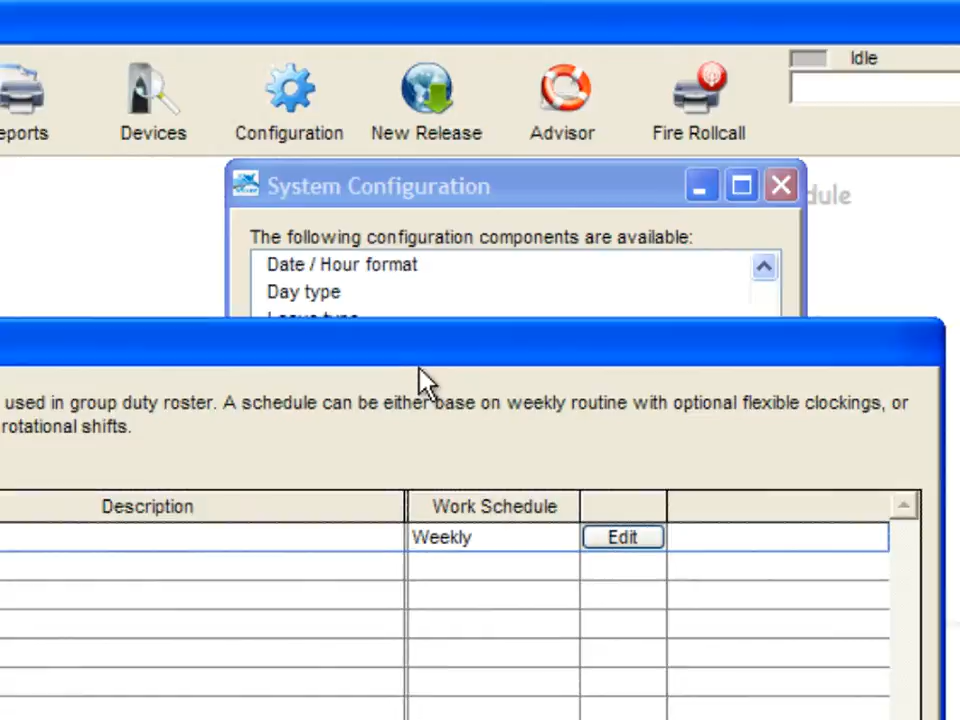 Idle
eports
Devices
Configuration
New Release
Advisor
Fire Rollcall
System Configuration
dule
The following configuration components are available:
Date / Hour format
Day type
Leave type
used in group duty roster. A schedule can be either base on weekly routine with optional flexible clockings, or
rotational shifts.
Description
Work Schedule
Weekly
Edit